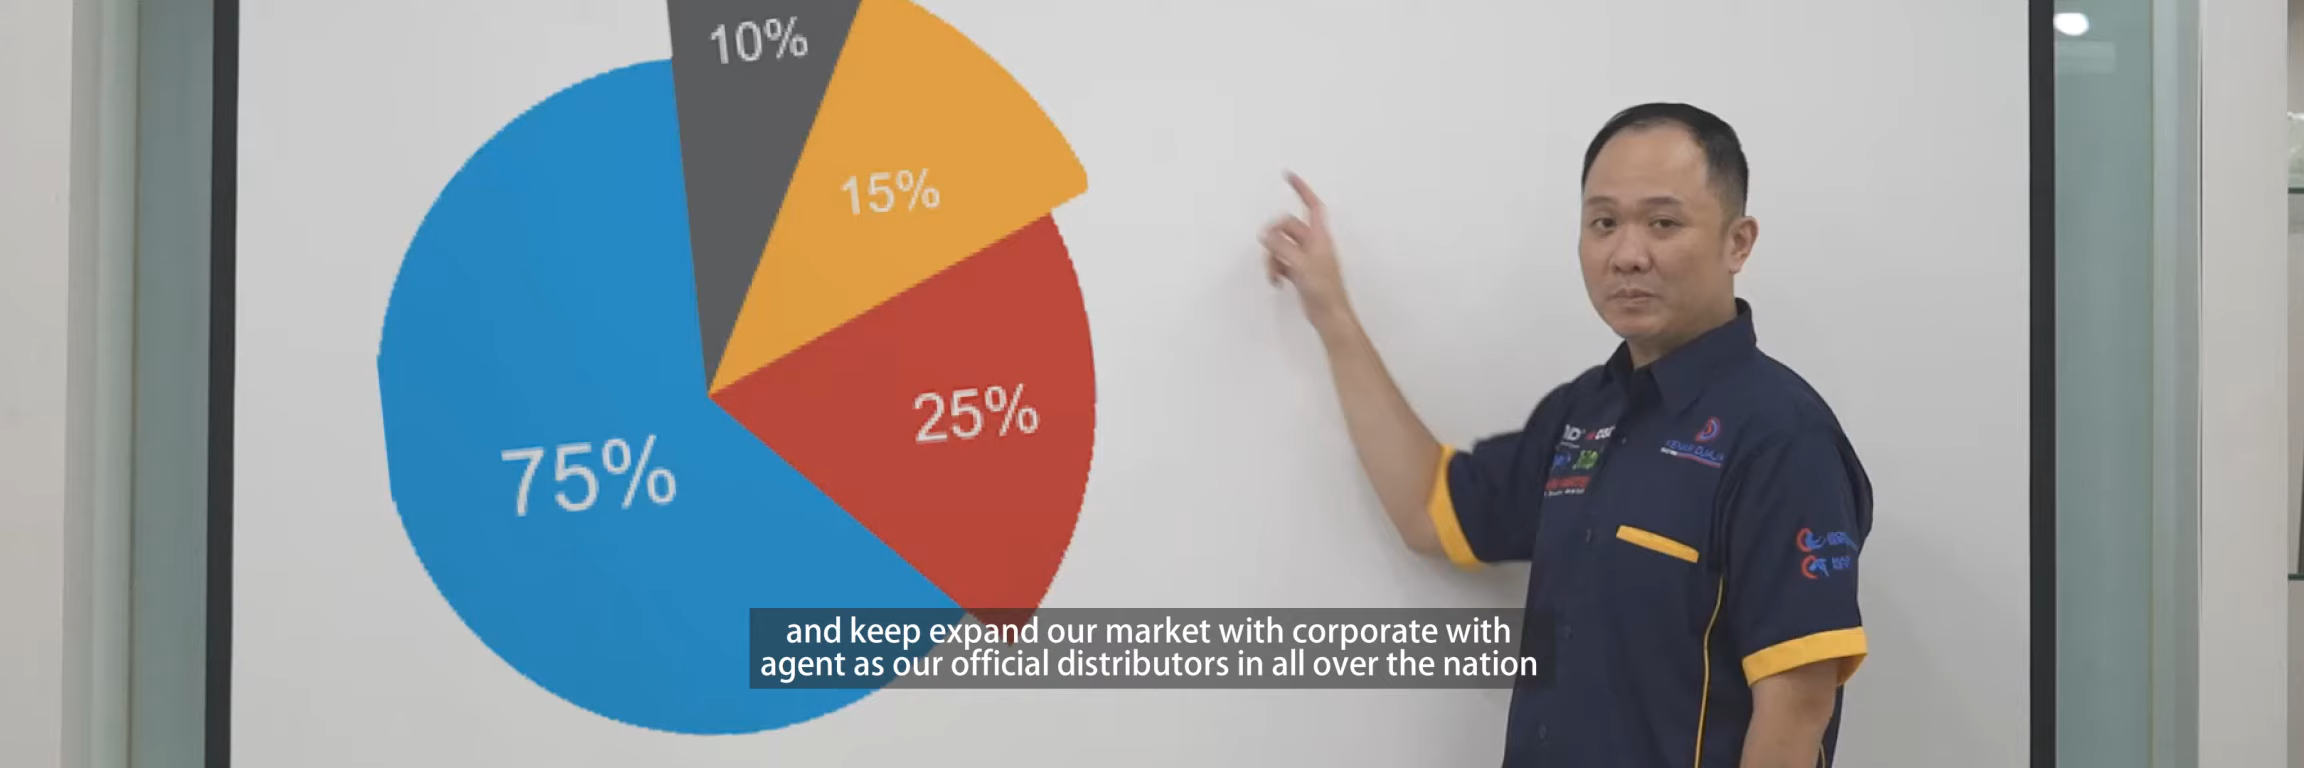 10%
15%
25%
75%
and keep expand our market with corporate with
agent as our official distributors in all over the nation